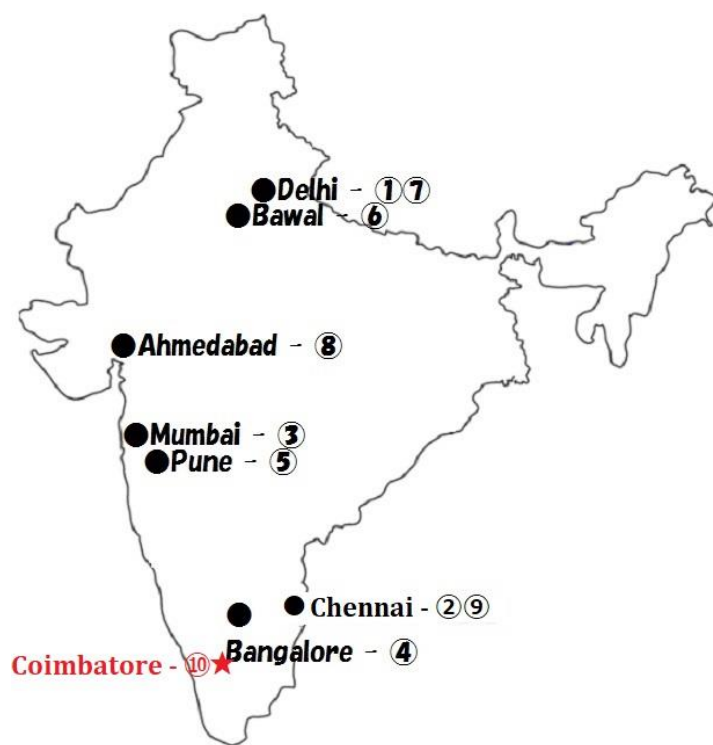 Delhi - ①⑦
Bawal - ⑥
Ahmedabad - ⑧
Mumbai - ③
Pune - ⑤
Chennai - ②⑨
Bangalore - ④
Coimbatore - ⑩